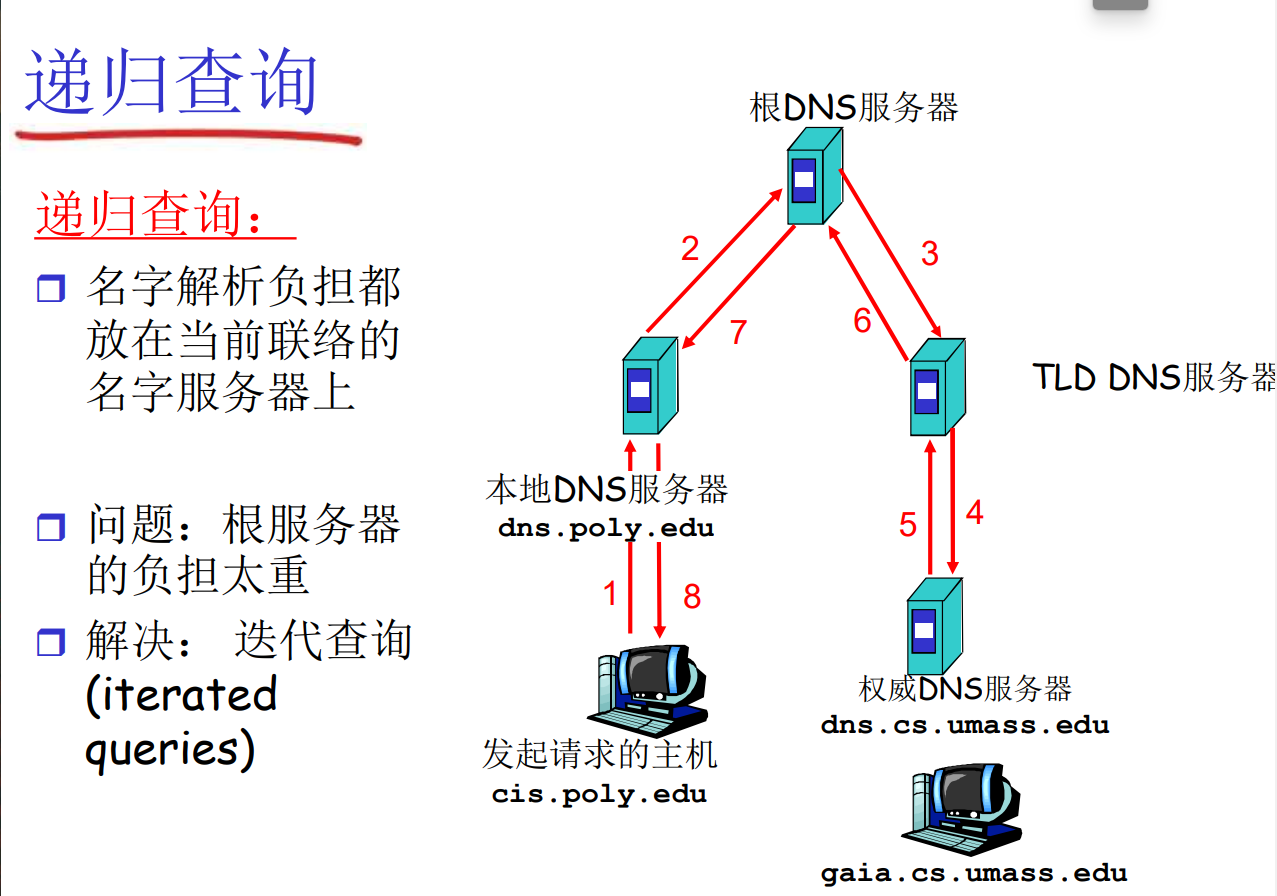 递归查询
递归查询：
名字解析负担都
放在当前联络的
名字服务器上
问题：根服务器
的负担太重
解决： 迭代查询
(iterated
queries)
根DNS服务器
2
3
7
6
TLD DNS服务器
本地DNS服务器
dns.poly.edu
5
4
1
8
权威DNS服务器
dns.cs.umass.edu
发起请求的主机
cis.poly.edu
gaia.cs.umass.edu